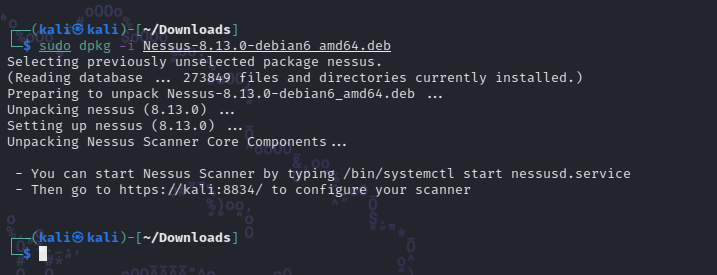 ┌──(kali㉿kali)-[~/Downloads]
└─$ sudo dpkg -i Nessus-8.13.0-debian6_amd64.deb
Selecting previously unselected package nessus.
(Reading database ... 273849 files and directories currently installed.)
Preparing to unpack Nessus-8.13.0-debian6_amd64.deb ...
Unpacking nessus (8.13.0) ...
Setting up nessus (8.13.0) ...
Unpacking Nessus Scanner Core Components...
 - You can start Nessus Scanner by typing /bin/systemctl start nessusd.service
 - Then go to https://kali:8834/ to configure your scanner
┌──(kali㉿kali)-[~/Downloads]
└─$